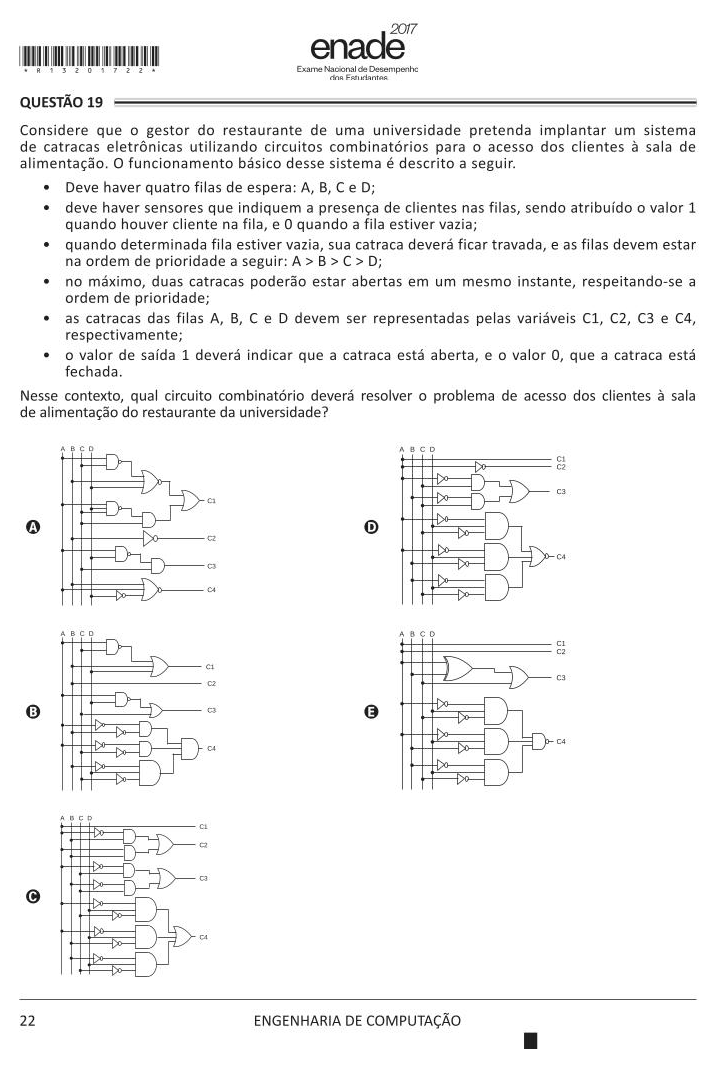 2017
enade
Exame Nacional de Desempenho
dos Estudantes
* R 1 3 2 0 1 7 2 2 *
QUESTÃO 19
Considere que o gestor do restaurante de uma universidade pretenda implantar um sistema
de catracas eletrônicas utilizando circuitos combinatórios para o acesso dos clientes à sala de
alimentação. O funcionamento básico desse sistema é descrito a seguir.
• Deve haver quatro filas de espera: A, B, C e D;
• deve haver sensores que indiquem a presença de clientes nas filas, sendo atribuído o valor 1
quando houver cliente na fila, e 0 quando a fila estiver vazia;
• quando determinada fila estiver vazia, sua catraca deverá ficar travada, e as filas devem estar
na ordem de prioridade a seguir: A > B > C > D;
• no máximo, duas catracas poderão estar abertas em um mesmo instante, respeitando-se a
ordem de prioridade;
• as catracas das filas A, B, C e D devem ser representadas pelas variáveis C1, C2, C3 e C4,
respectivamente;
• o valor de saída 1 deverá indicar que a catraca está aberta, e o valor 0, que a catraca está
fechada.
Nesse contexto, qual circuito combinatório deverá resolver o problema de acesso dos clientes à sala
de alimentação do restaurante da universidade?
A B C D
C1
A
C2
C3
C4
A B C D
C1
C2
C3
D
C4
A B C D
C1
C2
B
C3
C4
A B C D
C1
C2
C3
E
C4
A B C D
C1
C2
C3
C
C4
22
ENGENHARIA DE COMPUTAÇÃO